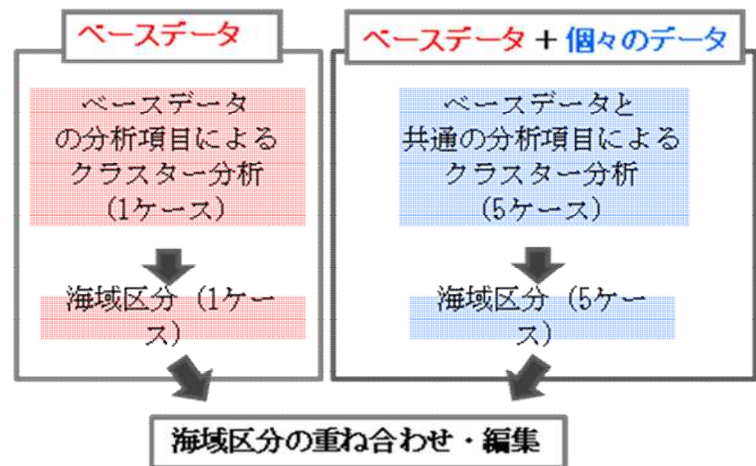 ベースデータ
ベースデータ
の分析項目による
クラスター分析
(1ケース)
海域区分 (1ケー
ス)
ベースデータ + 個々のデータ
ベースデータと
共通の分析項目による
クラスター分析
(5ケース)
海域区分 (5ケー
ス)
海域区分の重ね合わせ・編集